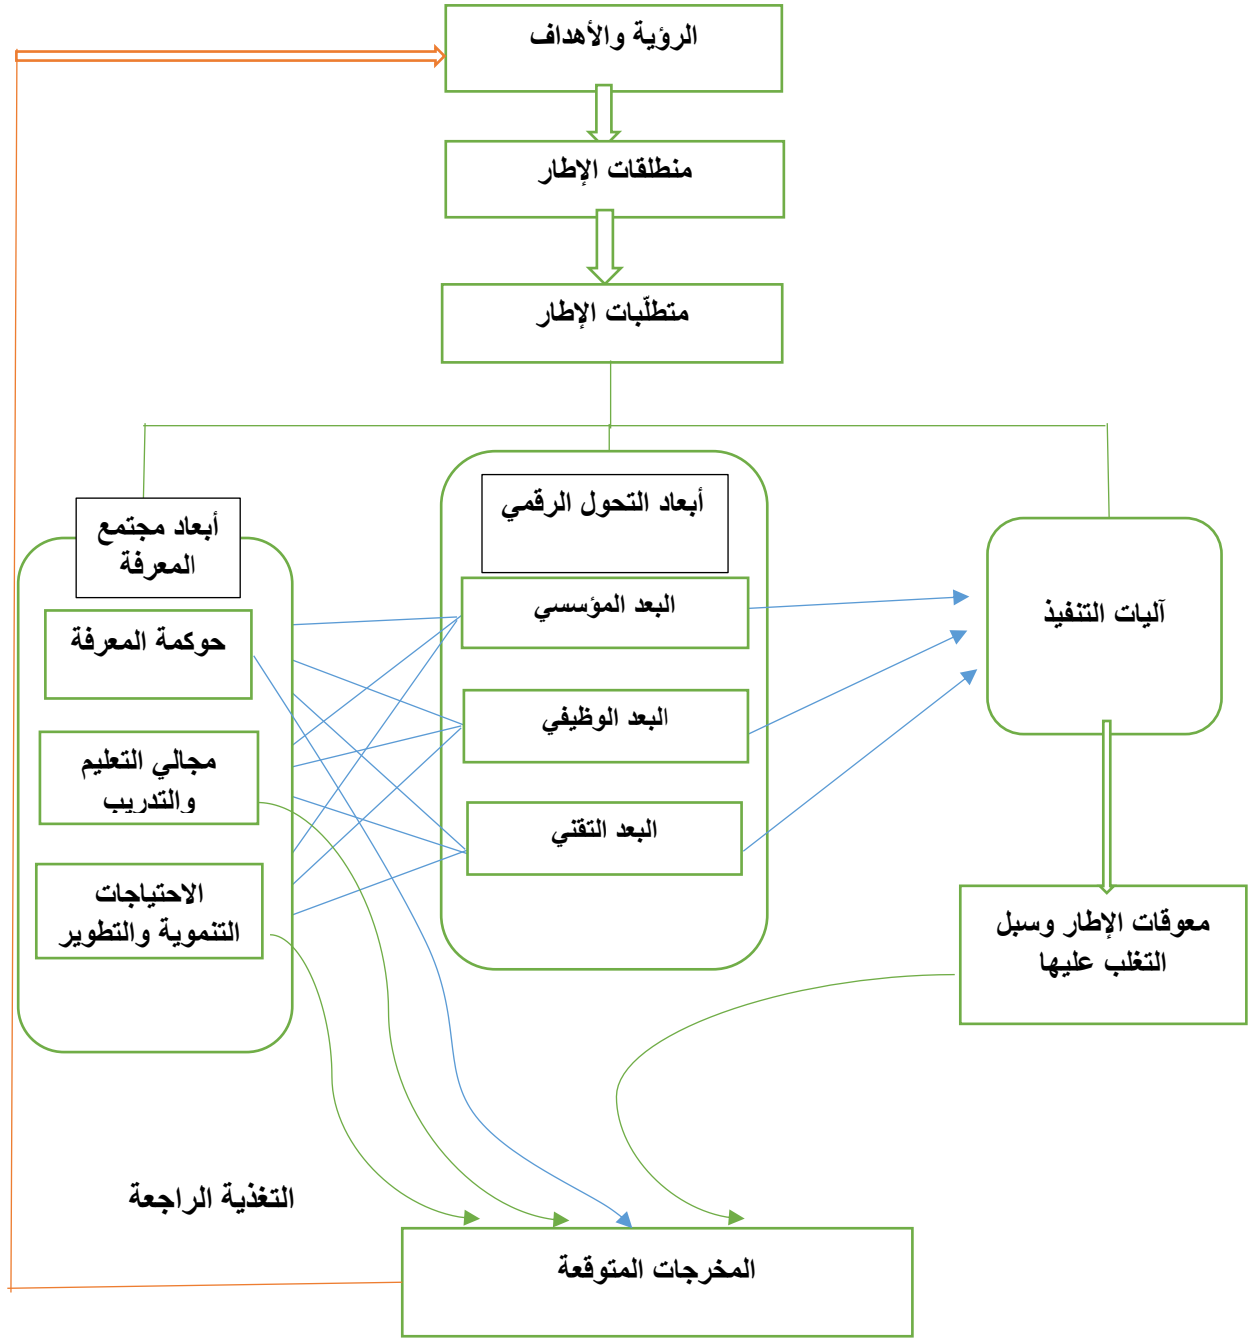 الرؤية والأهداف
منطلقات الإطار
متطلّبات الإطار
أبعاد التحول الرقمي
البعد المؤسسي
البعد الوظيفي
البعد التقني
أبعاد مجتمع
المعرفة
حوكمة المعرفة
مجالي التعليم
والتدريب
الاحتياجات
التنموية والتطوير
آليات التنفيذ
معوقات الإطار وسبل
التغلب عليها
التغذية الراجعة
المخرجات المتوقعة